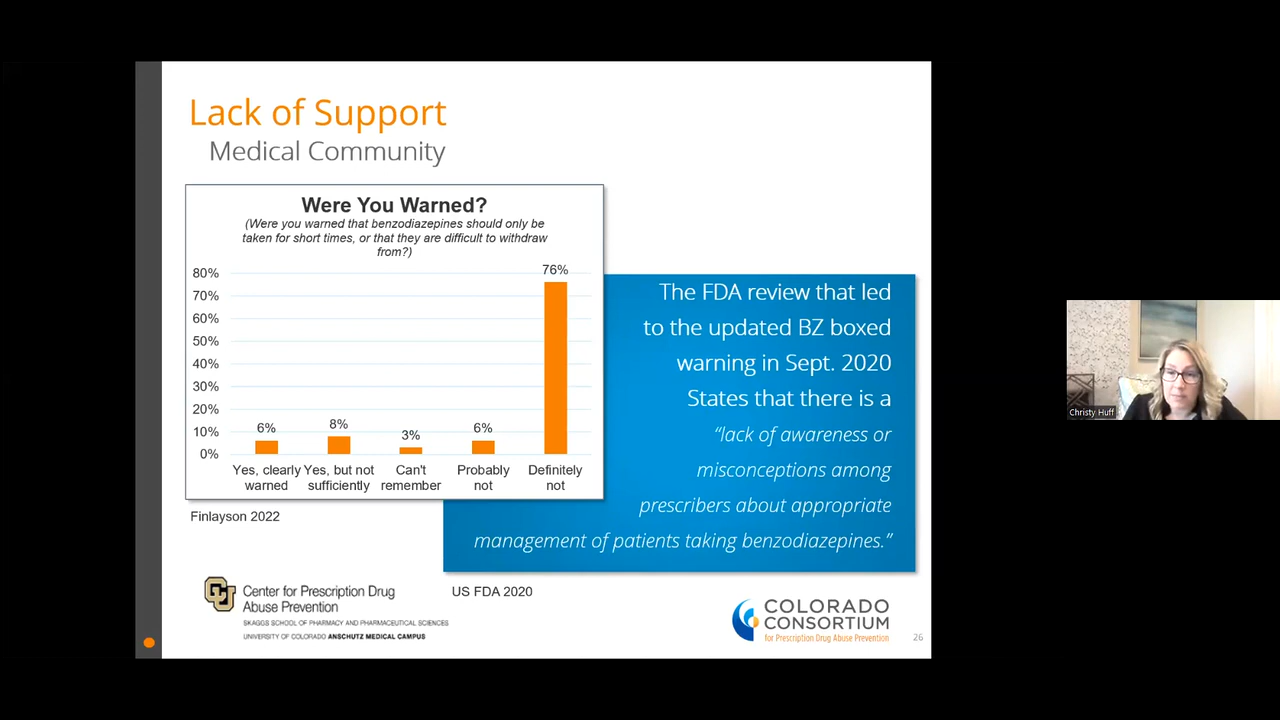 Lack of Support
Medical Community
Were You Warned?
(Were you warned that benzodiazepines should only be
taken for short times, or that they are difficult to withdraw
from?)
80%
70%
60%
50%
40%
30%
20%
10%
0%
6%
8%
3%
6%
76%
Yes, clearly
warned
Yes, but not
sufficiently
Can't
remember
Probably
not
Definitely
not
Finlayson 2022
The FDA review that led
to the updated BZ boxed
warning in Sept. 2020
States that there is a
“lack of awareness or
misconceptions among
prescribers about appropriate
management of patients taking benzodiazepines.”
US FDA 2020
CU
Center for Prescription Drug
Abuse Prevention
SKAGGS SCHOOL OF PHARMACY AND PHARMACEUTICAL SCIENCES
UNIVERSITY OF COLORADO ANSCHUTZ MEDICAL CAMPUS
COLORADO
CONSORTIUM
for Prescription Drug Abuse Prevention
26
Christy Huff